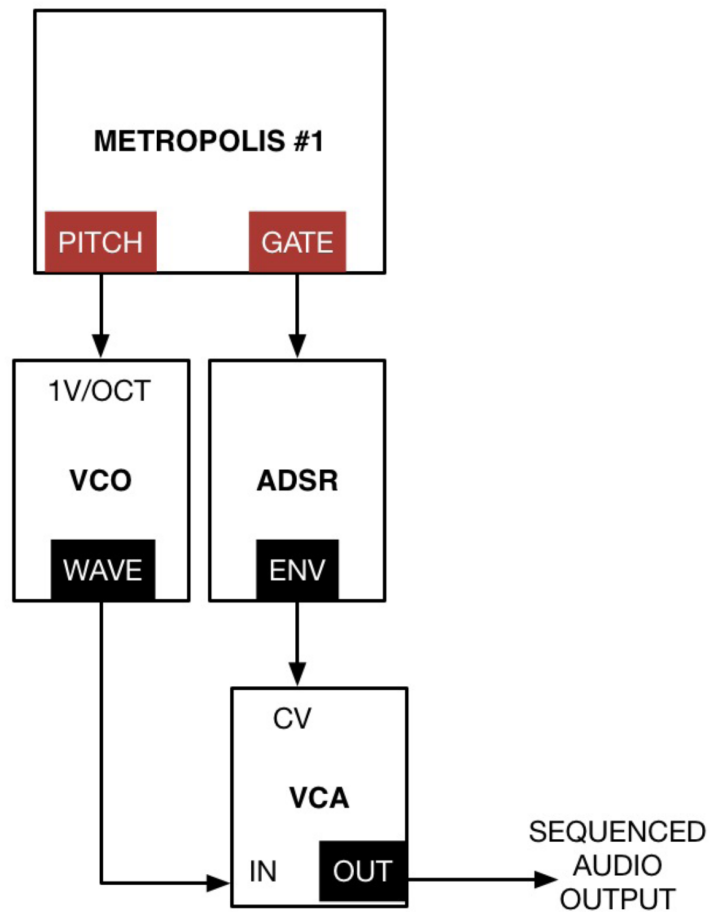 METROPOLIS #1
PITCH
GATE
1V/OCT
VCO
ADSR
WAVE
ENV
CV
VCA
IN
OUT
SEQUENCED
AUDIO
OUTPUT